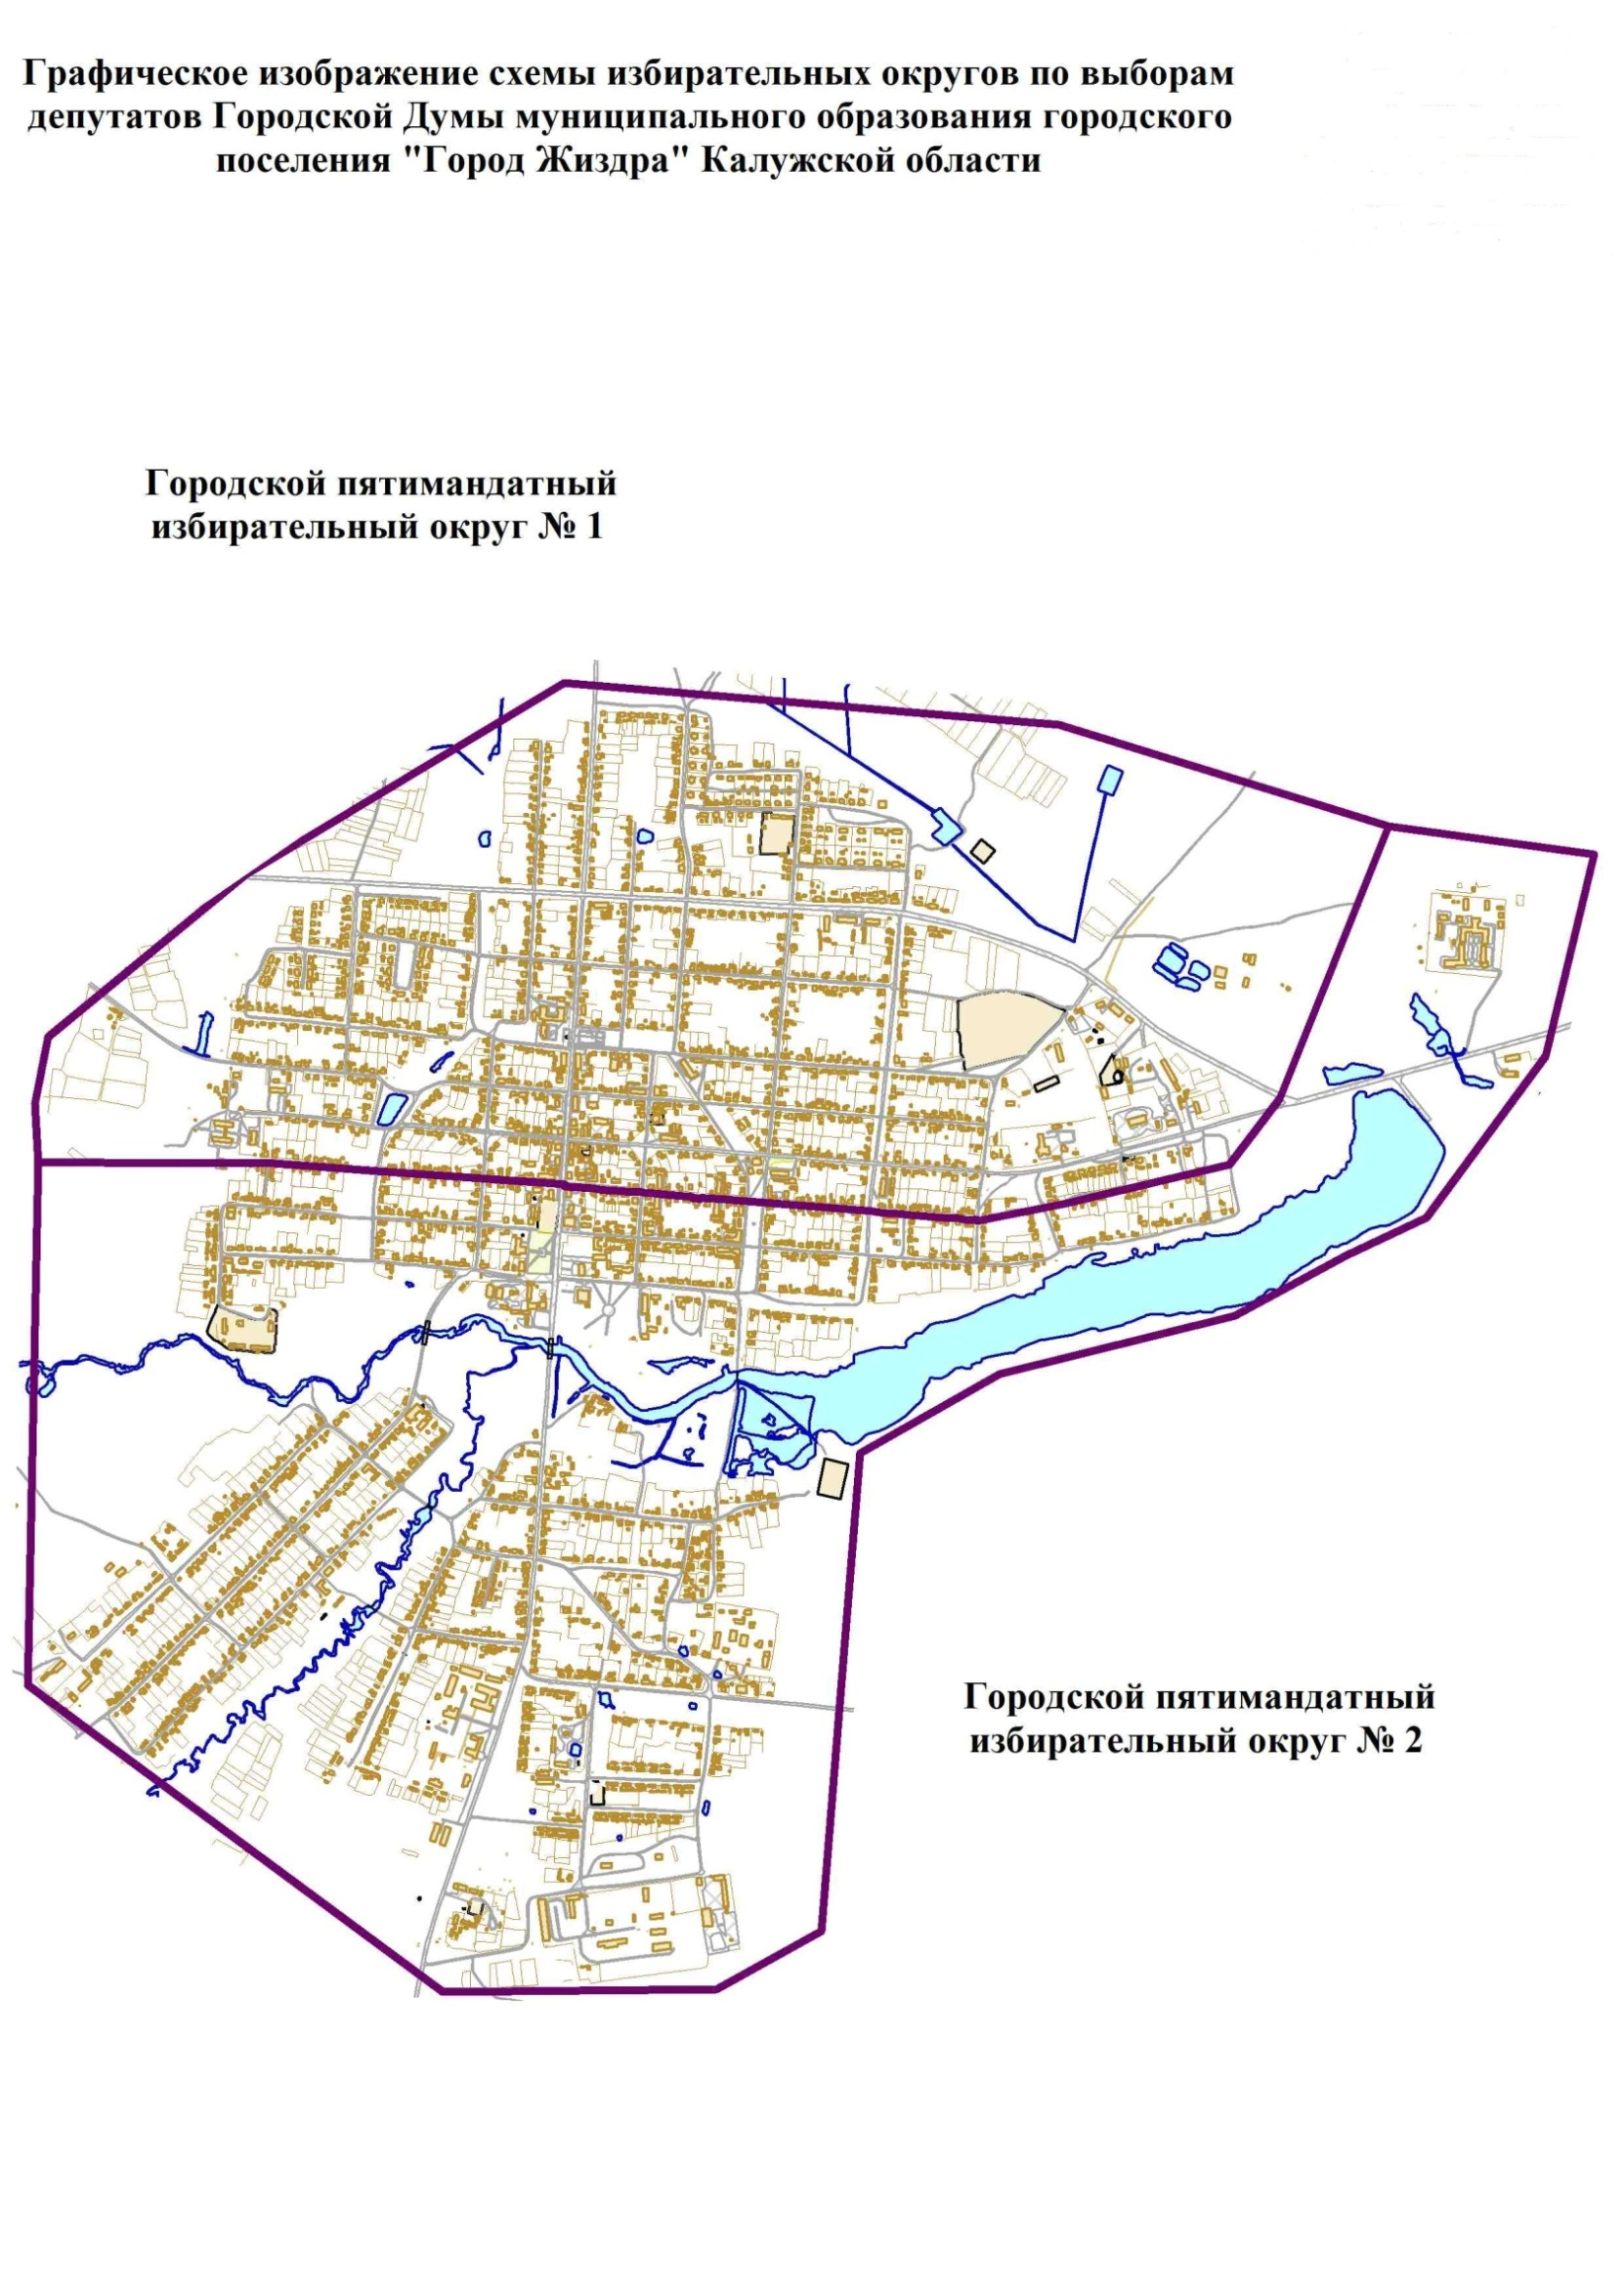 Графическое изображение схемы избирательных округов по выборам
депутатов Городской Думы муниципального образования городского
поселения "Город Жиздра" Калужской области
Городской пятимандатный
избирательный округ № 1
Городской пятимандатный
избирательный округ № 2